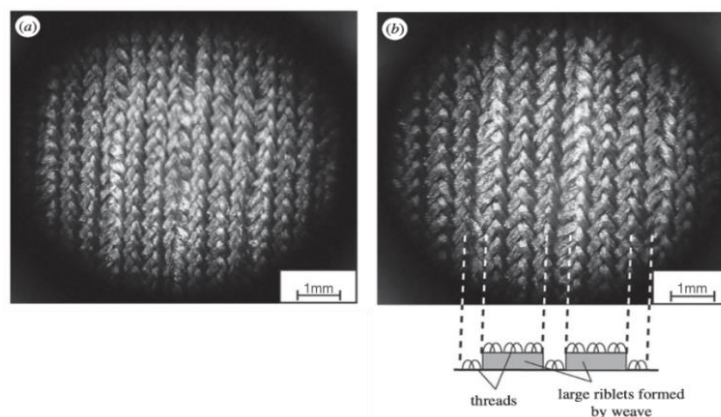 (a)
(b)
1mm
1mm
threads
large riblets formed
by weave